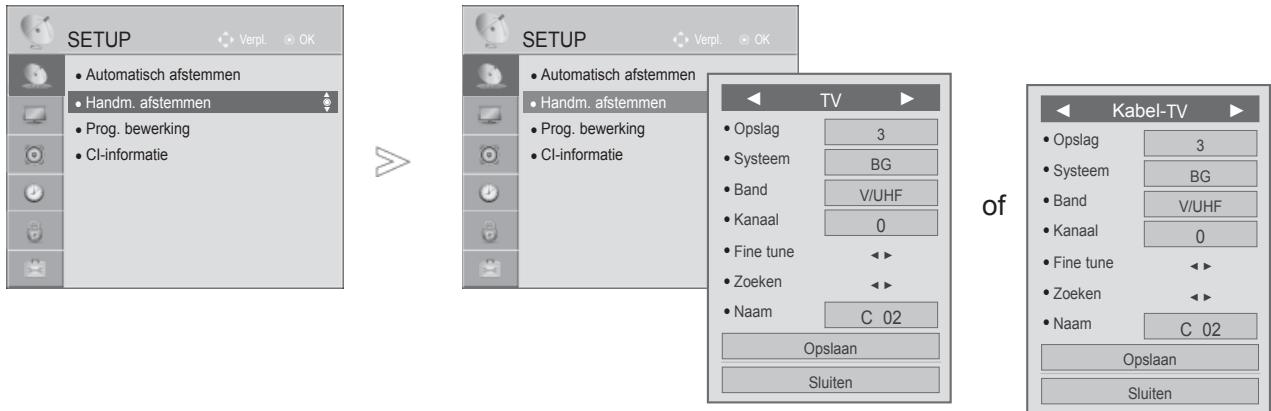 SETUP
Verpl. OK
• Automatisch afstemmen
• Handm. afstemmen
• Prog. bewerking
• CI-informatie
SETUP
Verpl. OK
• Automatisch afstemmen
• Handm. afstemmen
• Prog. bewerking
• CI-informatie
◄ TV ►
• Opslag 3
• Systeem BG
• Band V/UHF
• Kanaal 0
• Fine tune ◄ ►
• Zoeken ◄ ►
• Naam C 02
Opslaan
Sluiten
of
◄ Kabel-TV ►
• Opslag 3
• Systeem BG
• Band V/UHF
• Kanaal 0
• Fine tune ◄ ►
• Zoeken ◄ ►
• Naam C 02
Opslaan
Sluiten